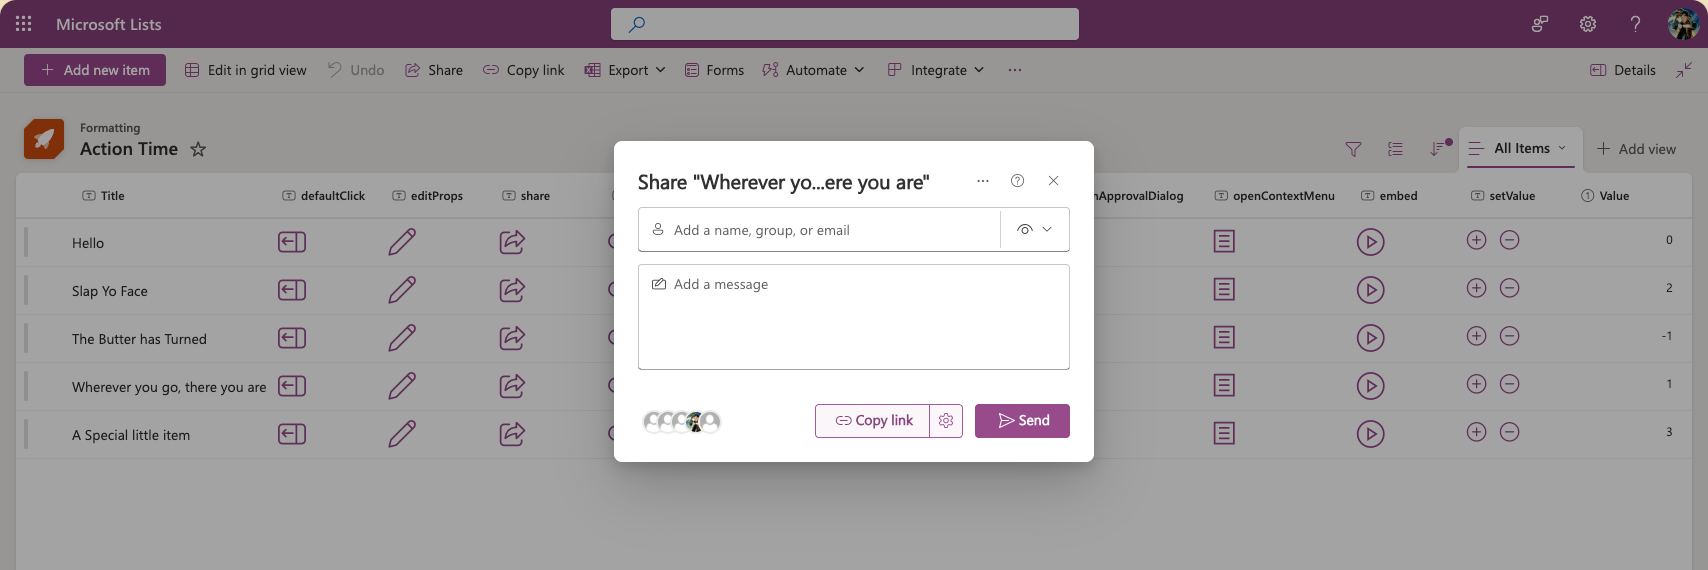 Microsoft Lists
Add new item
Edit in grid view
Undo
Share
Copy link
Export
Forms
Automate
Integrate
Details
Formatting
Action Time
All Items
Add view
Title
defaultClick
editProps
share
openContextMenu
embed
setValue
Value
Hello
0
Slap Yo Face
2
The Butter has Turned
-1
Wherever you go, there you are
1
A Special little item
3
Share "Wherever yo...ere you are"
Add a name, group, or email
Add a message
Copy link
Send